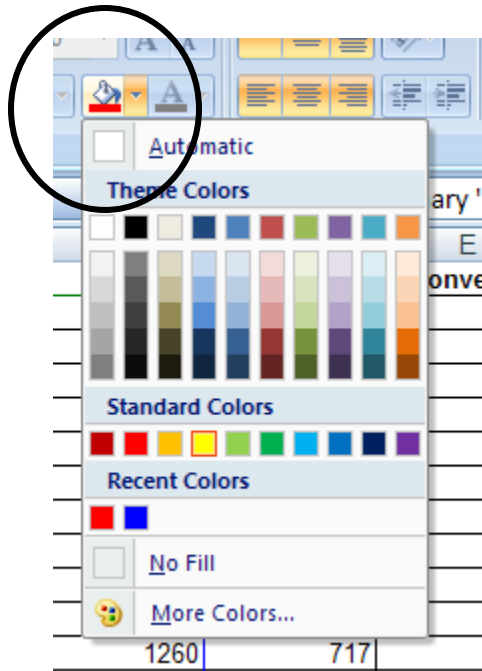 A A
A
Automatic
Theme Colors
ary '
E
onve
Standard Colors
Recent Colors
No Fill
More Colors...
1260 717